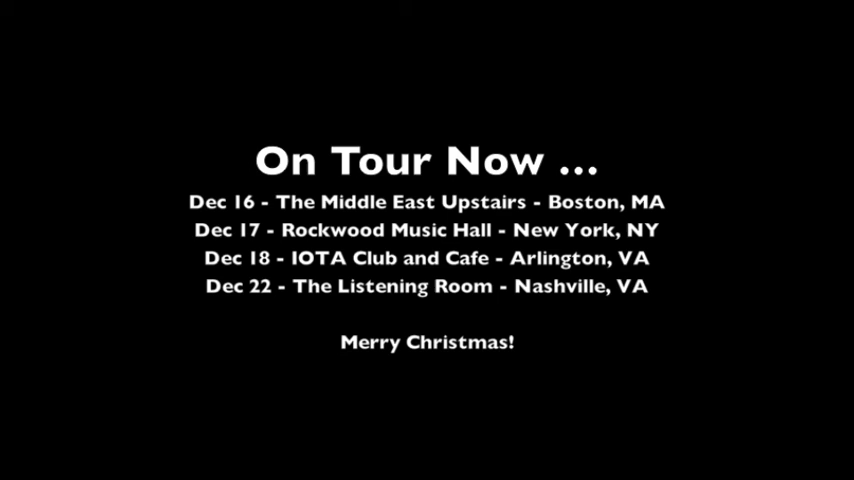 On Tour Now ...
Dec 16 - The Middle East Upstairs - Boston, MA
Dec 17 - Rockwood Music Hall - New York, NY
Dec 18 - IOTA Club and Cafe - Arlington, VA
Dec 22 - The Listening Room - Nashville, VA
Merry Christmas!